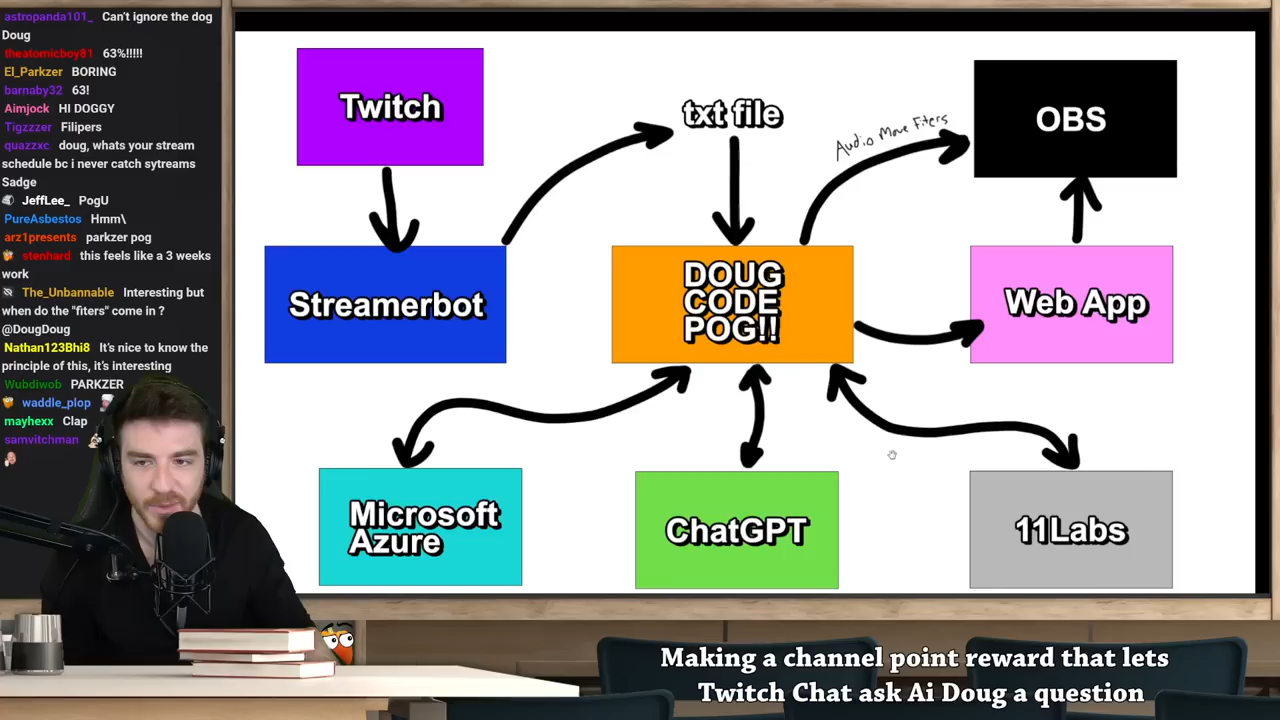 astropanda101_ Can't ignore the dog
Doug
theatomicboy81 63%!!!!!
El_Parkzer BORING
barnaby32 63!
Aimjock HI DOGGY
Tigzzzer Filipers
quazzxc doug, whats your stream
schedule bc i never catch sytreams
Sadge
JeffLee_ PogU
PureAsbestos Hmm\
arz1presents parkzer pog
stenhard this feels like a 3 weeks
work
The_Unbannable Interesting but
when do the "fiters" come in ?
@DougDoug
Nathan123Bhi8 It's nice to know the
principle of this, it's interesting
Wubdiwob PARKZER
waddle_plop
mayhexx Clap
samvitchman
Twitch
txt file
Audio Move Fiters
OBS
Streamerbot
DOUG
CODE
POG!!
Web App
Microsoft
Azure
ChatGPT
11Labs
Making a channel point reward that lets
Twitch Chat ask Ai Doug a question